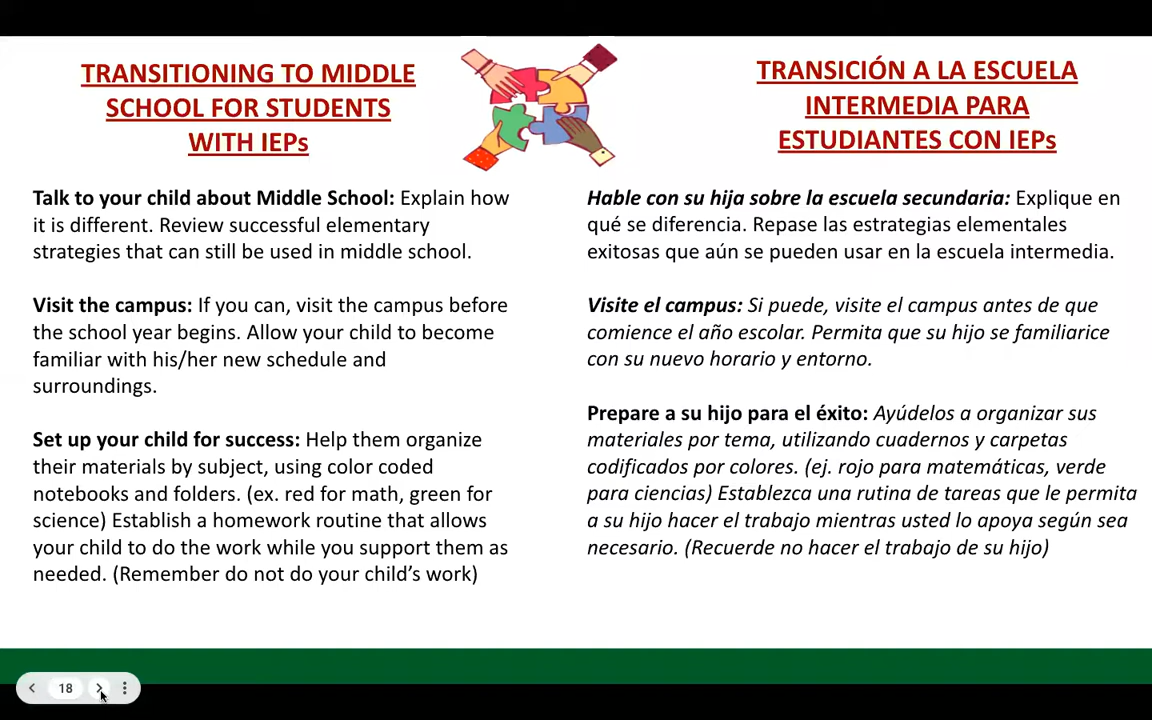 TRANSITIONING TO MIDDLE
SCHOOL FOR STUDENTS
WITH IEPs
Talk to your child about Middle School: Explain how
it is different. Review successful elementary
strategies that can still be used in middle school.
Visit the campus: If you can, visit the campus before
the school year begins. Allow your child to become
familiar with his/her new schedule and
surroundings.
Set up your child for success: Help them organize
their materials by subject, using color coded
notebooks and folders. (ex. red for math, green for
science) Establish a homework routine that allows
your child to do the work while you support them as
needed. (Remember do not do your child’s work)
TRANSICIÓN A LA ESCUELA
INTERMEDIA PARA
ESTUDIANTES CON IEPs
Hable con su hija sobre la escuela secundaria: Explique en
qué se diferencia. Repase las estrategias elementales
exitosas que aún se pueden usar en la escuela intermedia.
Visite el campus: Si puede, visite el campus antes de que
comience el año escolar. Permita que su hijo se familiarice
con su nuevo horario y entorno.
Prepare a su hijo para el éxito: Ayúdelos a organizar sus
materiales por tema, utilizando cuadernos y carpetas
codificados por colores. (ej. rojo para matemáticas, verde
para ciencias) Establezca una rutina de tareas que le permita
a su hijo hacer el trabajo mientras usted lo apoya según sea
necesario. (Recuerde no hacer el trabajo de su hijo)
18